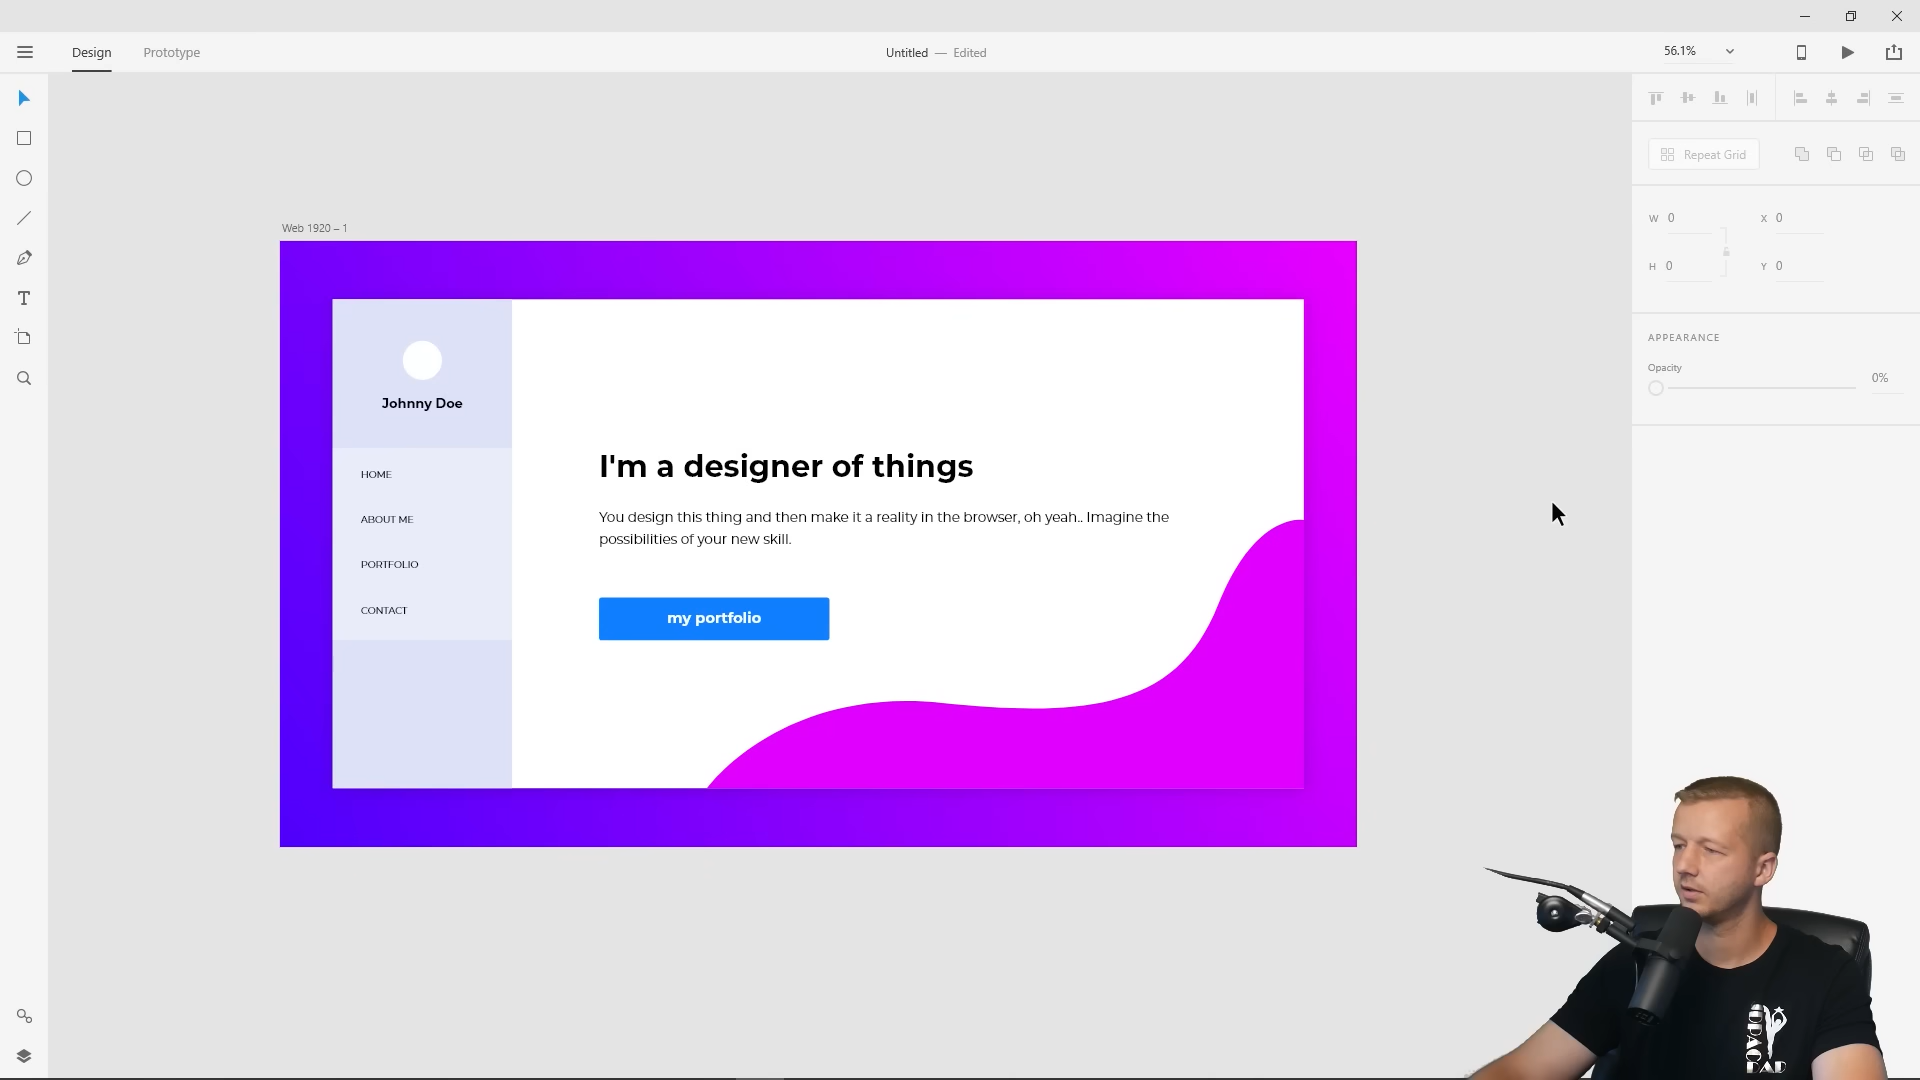 Design
Prototype
Untitled — Edited
56.1%
Repeat Grid
W 0
X 0
H 0
Y 0
APPEARANCE
Opacity
0%
Web 1920 – 1
Johnny Doe
HOME
ABOUT ME
PORTFOLIO
CONTACT
I'm a designer of things
You design this thing and then make it a reality in the browser, oh yeah.. Imagine the
possibilities of your new skill.
my portfolio